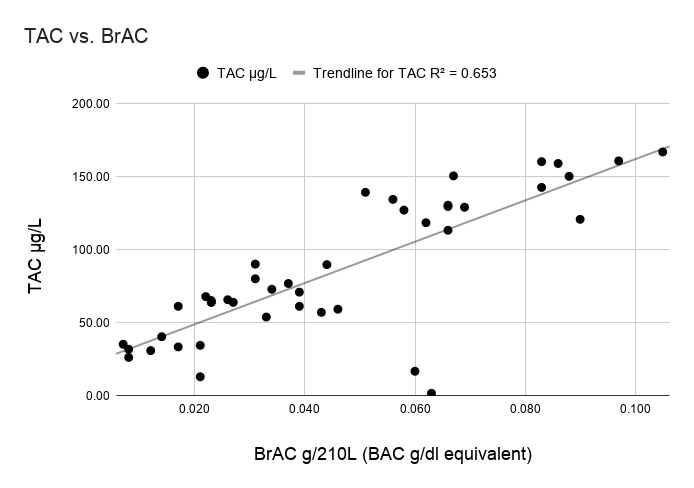 TAC vs. BrAC
TAC µg/L
Trendline for TAC R² = 0.653
200.00
150.00
100.00
50.00
0.00
TAC µg/L
0.020
0.040
0.060
0.080
0.100
BrAC g/210L (BAC g/dl equivalent)